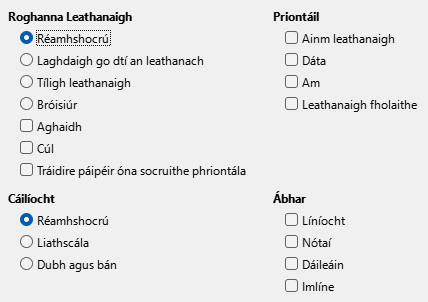 Roghanna Leathanaigh
Réamhshocrú
Laghdaigh go dtí an leathanach
Tíligh leathanaigh
Bróisiúr
Aghaidh
Cúl
Tráidire páipéir óna socruithe phriontála
Priontáil
Ainm leathanaigh
Dáta
Am
Leathanaigh fholaithe
Cáilíocht
Réamhshocrú
Liathscála
Dubh agus bán
Ábhar
Líníocht
Nótaí
Dáileáin
Imlíne